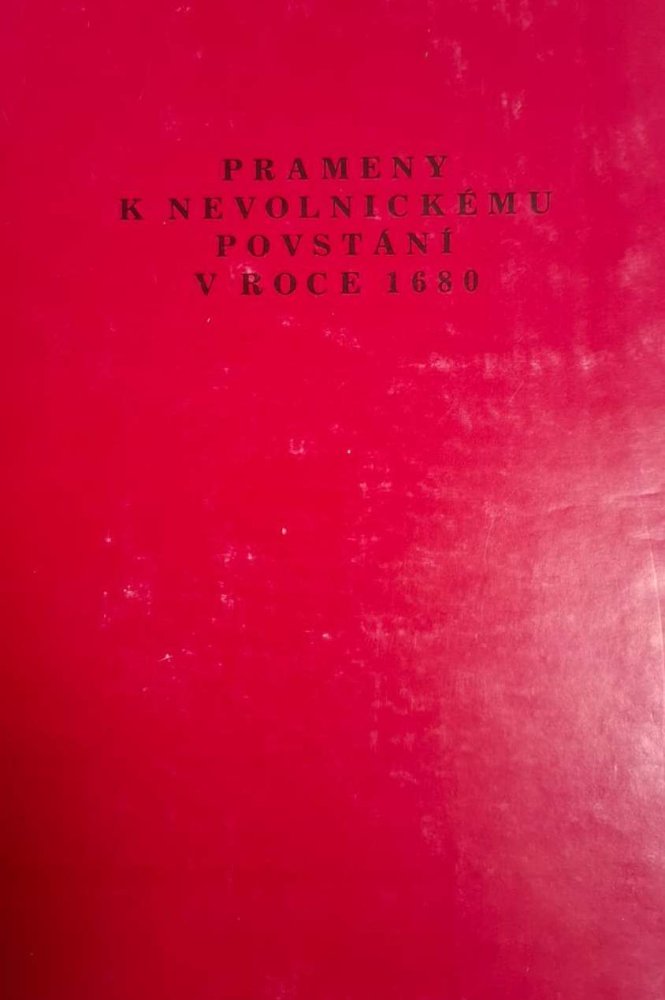 PRAMENY
K NEVOLNICKÉMU
POVSTÁNÍ
V ROCE 1680